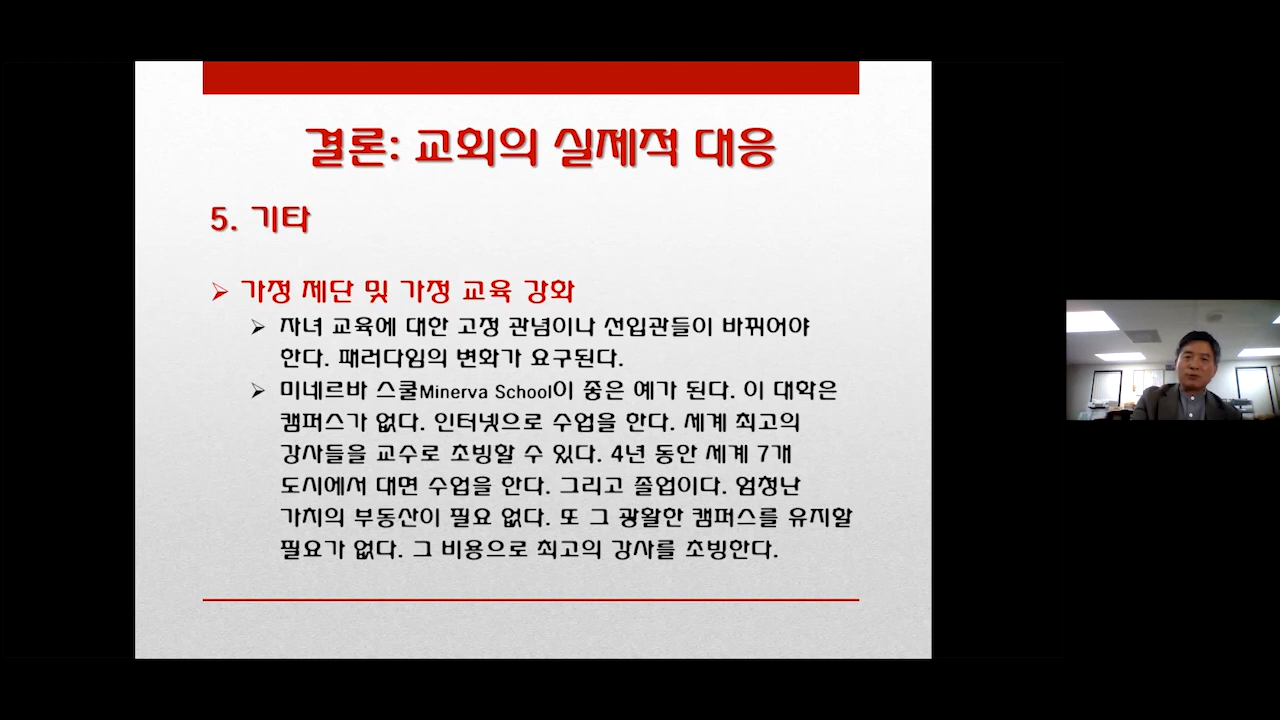 결론: 교회의 실제적 대응
5. 기타
➢ 가정 제단 및 가정 교육 강화
➢ 자녀 교육에 대한 고정 관념이나 선입관들이 바뀌어야
한다. 패러다임의 변화가 요구된다.
➢ 미네르바 스쿨Minerva School이 좋은 예가 된다. 이 대학은
캠퍼스가 없다. 인터넷으로 수업을 한다. 세계 최고의
강사들을 교수로 초빙할 수 있다. 4년 동안 세계 7개
도시에서 대면 수업을 한다. 그리고 졸업이다. 엄청난
가치의 부동산이 필요 없다. 또 그 광활한 캠퍼스를 유지할
필요가 없다. 그 비용으로 최고의 강사를 초빙한다.